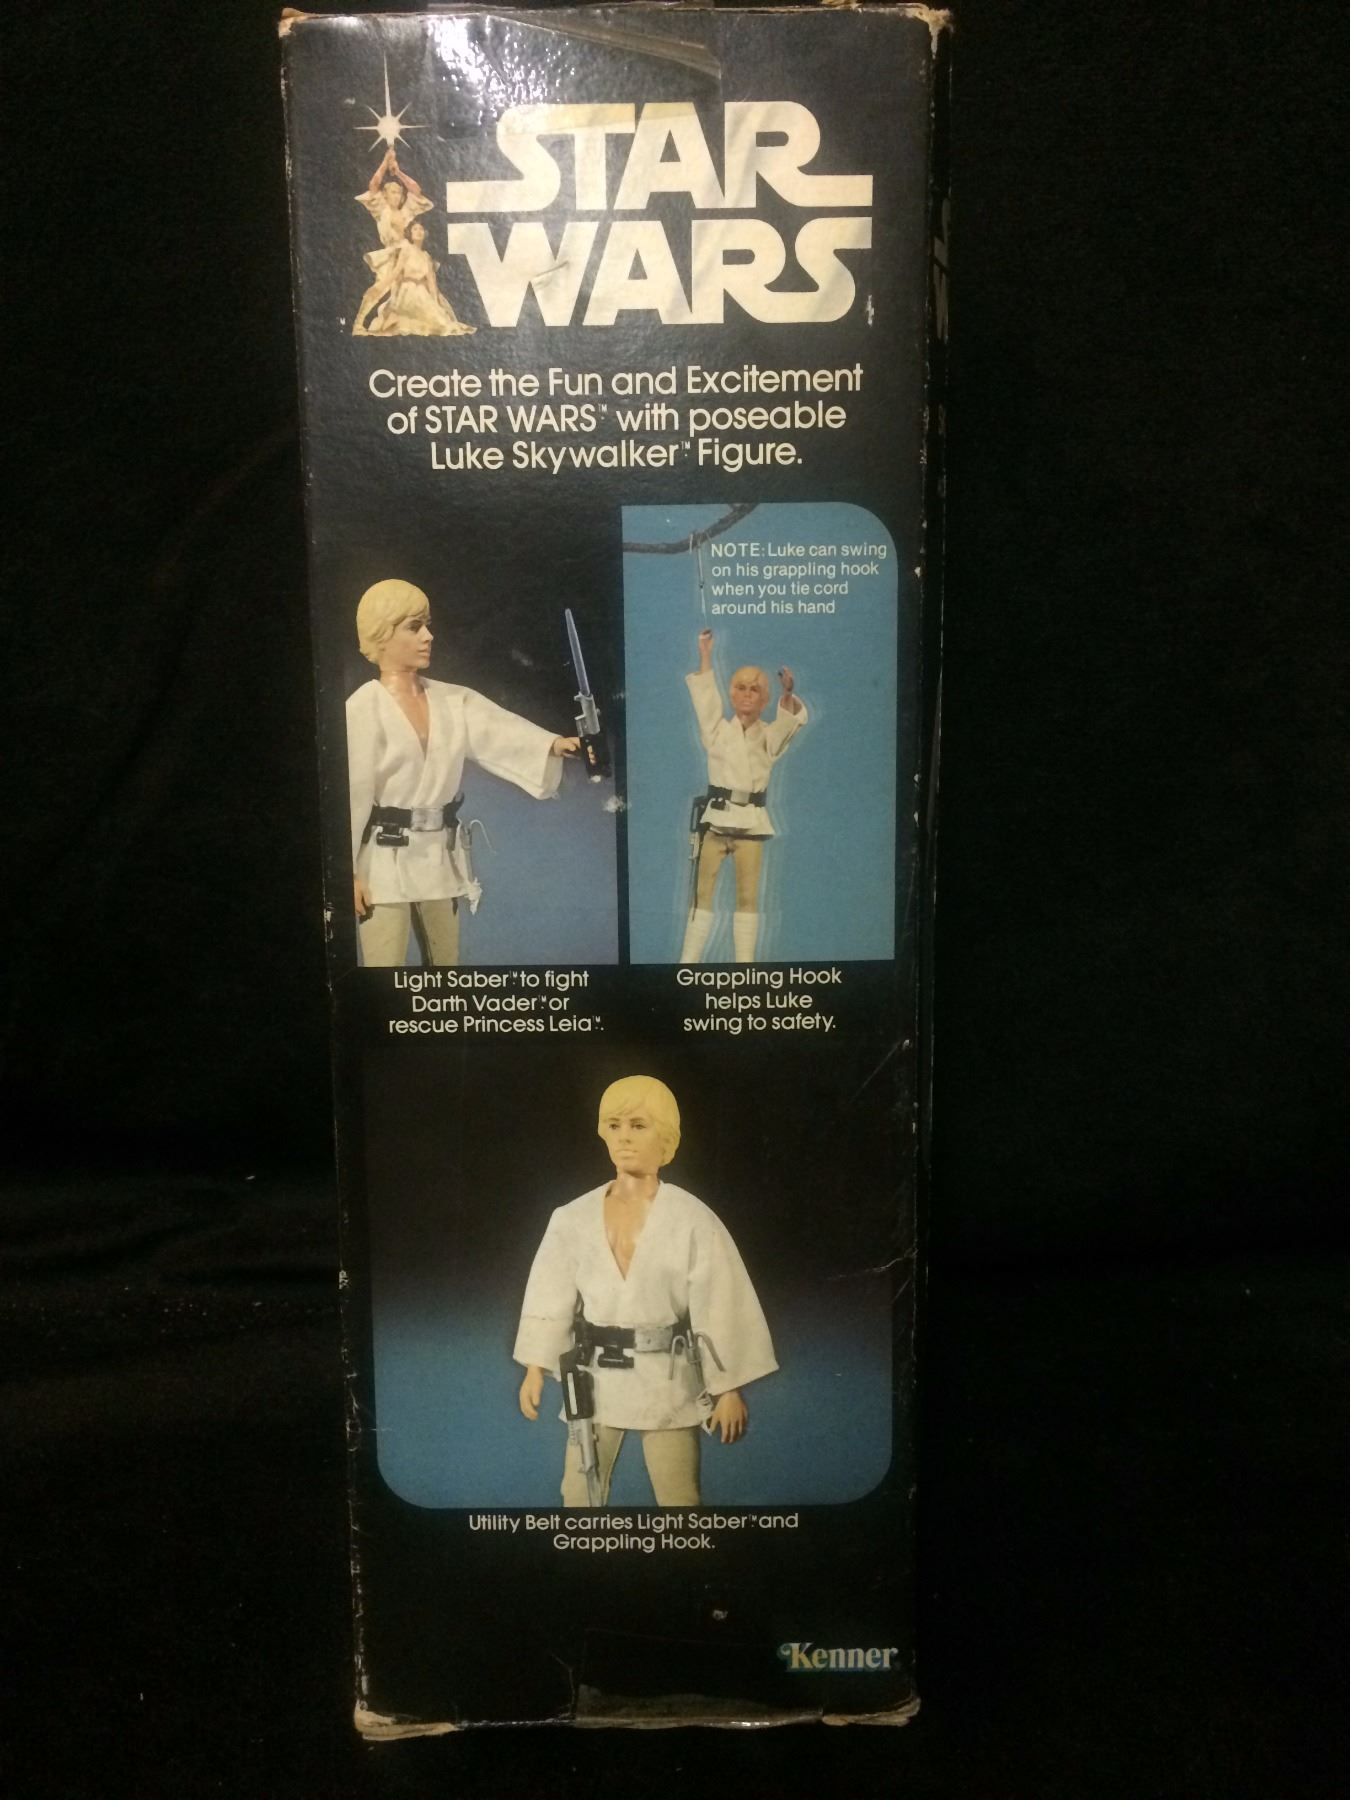 STAR
WARS
Create the Fun and Excitement
of STAR WARS™ with poseable
Luke Skywalker™ Figure.
NOTE: Luke can swing
on his grappling hook
when you tie cord
around his hand
Light Saber™ to fight
Darth Vader™ or
rescue Princess Leia™.
Grappling Hook
helps Luke
swing to safety.
Utility Belt carries Light Saber™ and
Grappling Hook.
Kenner